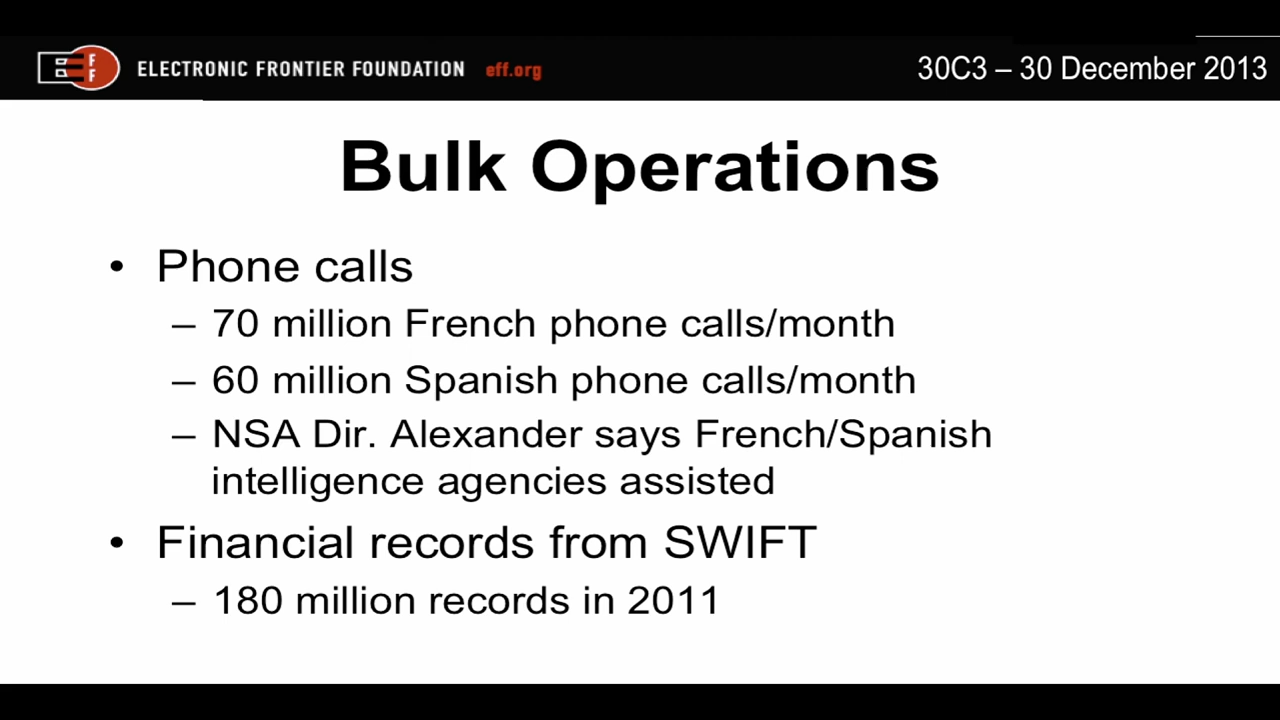 ELECTRONIC FRONTIER FOUNDATION eff.org
30C3 – 30 December 2013
Bulk Operations
• Phone calls
– 70 million French phone calls/month
– 60 million Spanish phone calls/month
– NSA Dir. Alexander says French/Spanish
intelligence agencies assisted
• Financial records from SWIFT
– 180 million records in 2011